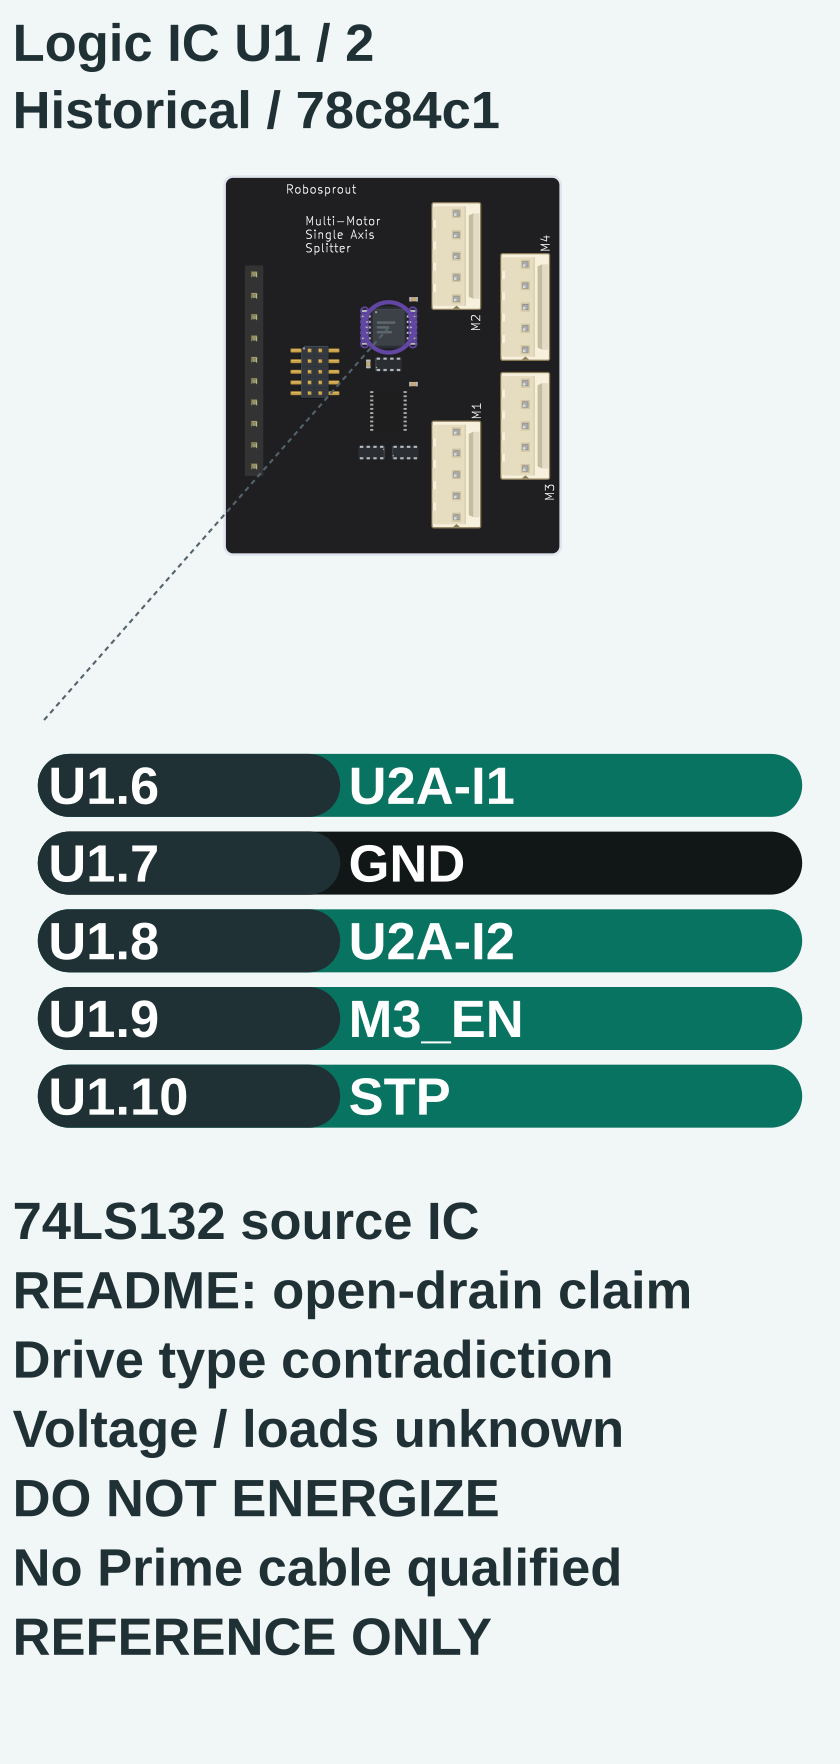 Logic IC U1 / 2
Historical / 78c84c1
Robosprout
Multi-Motor
Single Axis
Splitter
M4
M2
M1
M3
U1.6 U2A-I1
U1.7 GND
U1.8 U2A-I2
U1.9 M3_EN
U1.10 STP
74LS132 source IC
README: open-drain claim
Drive type contradiction
Voltage / loads unknown
DO NOT ENERGIZE
No Prime cable qualified
REFERENCE ONLY